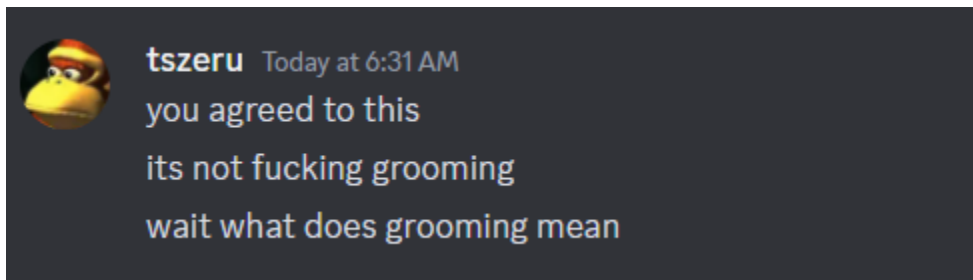 tszeru Today at 6:31 AM
you agreed to this
its not fucking grooming
wait what does grooming mean